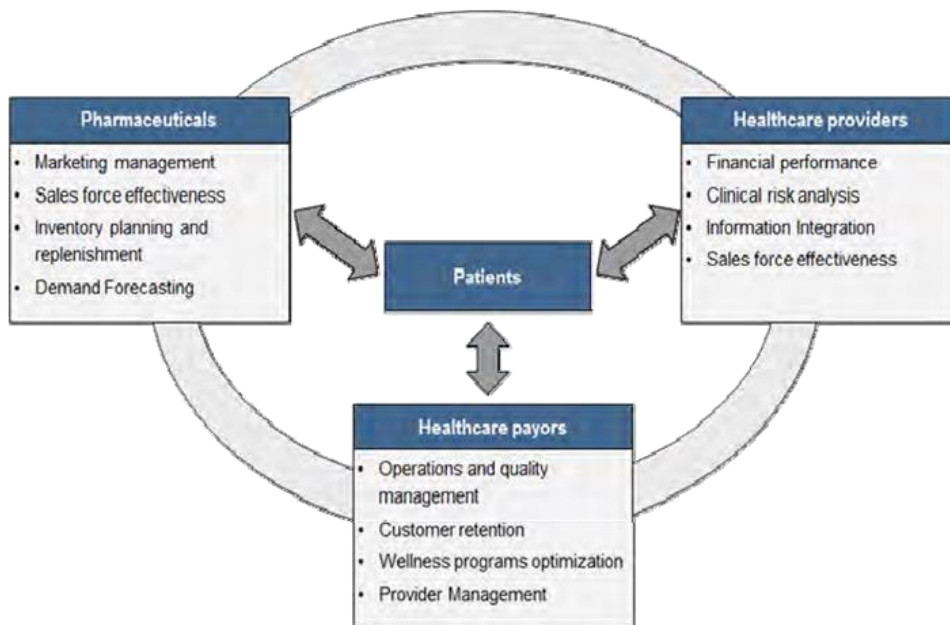 Pharmaceuticals
• Marketing management
• Sales force effectiveness
• Inventory planning and
replenishment
• Demand Forecasting
Healthcare providers
• Financial performance
• Clinical risk analysis
• Information Integration
• Sales force effectiveness
Patients
Healthcare payors
• Operations and quality
management
• Customer retention
• Wellness programs optimization
• Provider Management